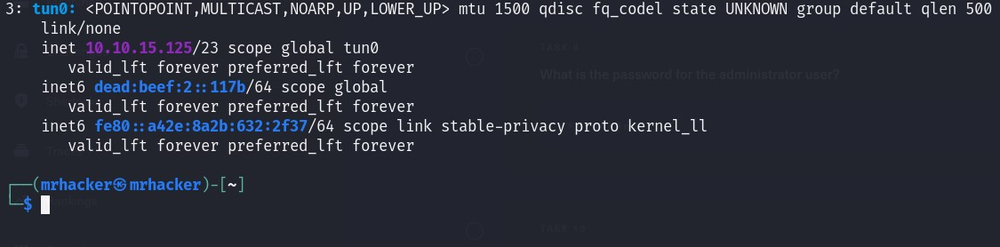 3: tun0: <POINTOPOINT,MULTICAST,NOARP,UP,LOWER_UP> mtu 1500 qdisc fq_codel state UNKNOWN group default qlen 500
link/none
inet 10.10.15.125/23 scope global tun0
valid_lft forever preferred_lft forever
inet6 dead:beef:2::117b/64 scope global
valid_lft forever preferred_lft forever
What is the password for the administrator user?
inet6 fe80::a42e:8a2b:632:2f37/64 scope link stable-privacy proto kernel_ll
valid_lft forever preferred_lft forever
┌──(mrhacker㉿mrhacker)-[~]
└─$